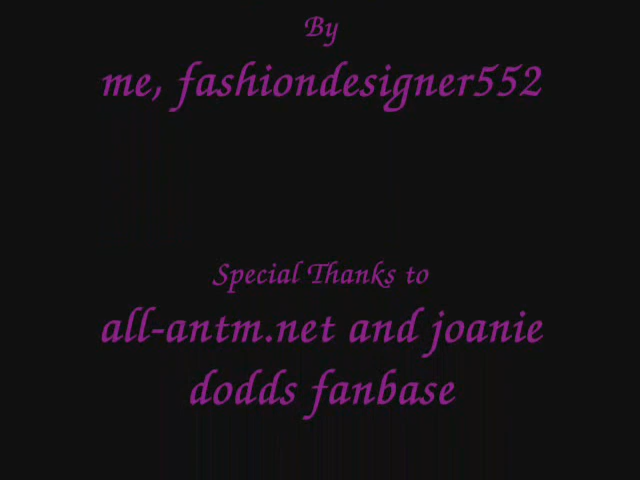 By
me, fashiondesigner552
Special Thanks to
all-antm.net and joanie
dodds fanbase